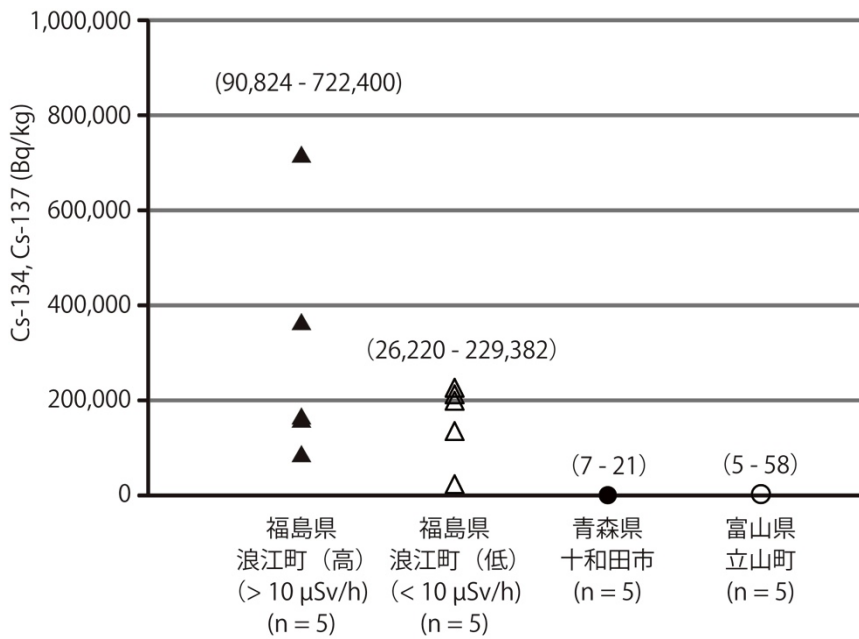 Cs-134, Cs-137 (Bq/kg)
1,000,000
800,000
600,000
400,000
200,000
0
(90,824 - 722,400)
（26,220 - 229,382）
（7 - 21）
（5 - 58）
福島県
浪江町（高）
（> 10 µSv/h)
(n = 5)
福島県
浪江町（低）
（< 10 µSv/h)
(n = 5)
青森県
十和田市
(n = 5)
富山県
立山町
(n = 5)